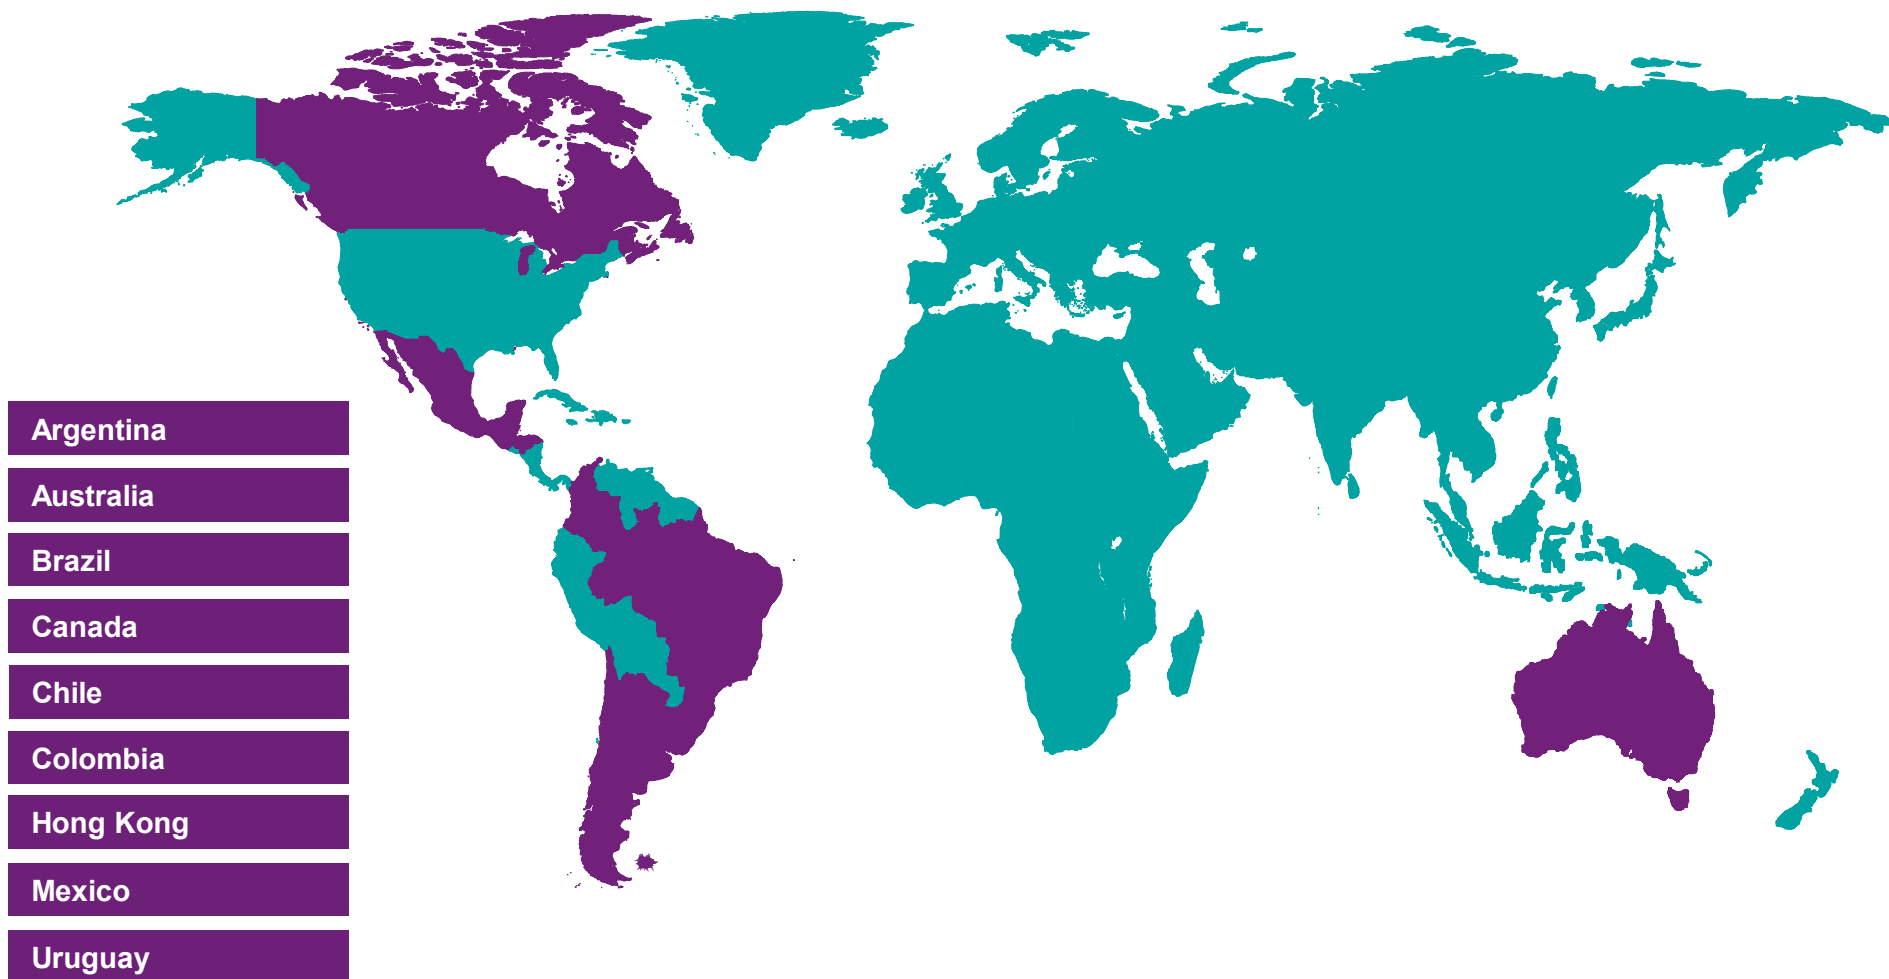 Argentina
Australia
Brazil
Canada
Chile
Colombia
Hong Kong
Mexico
Uruguay